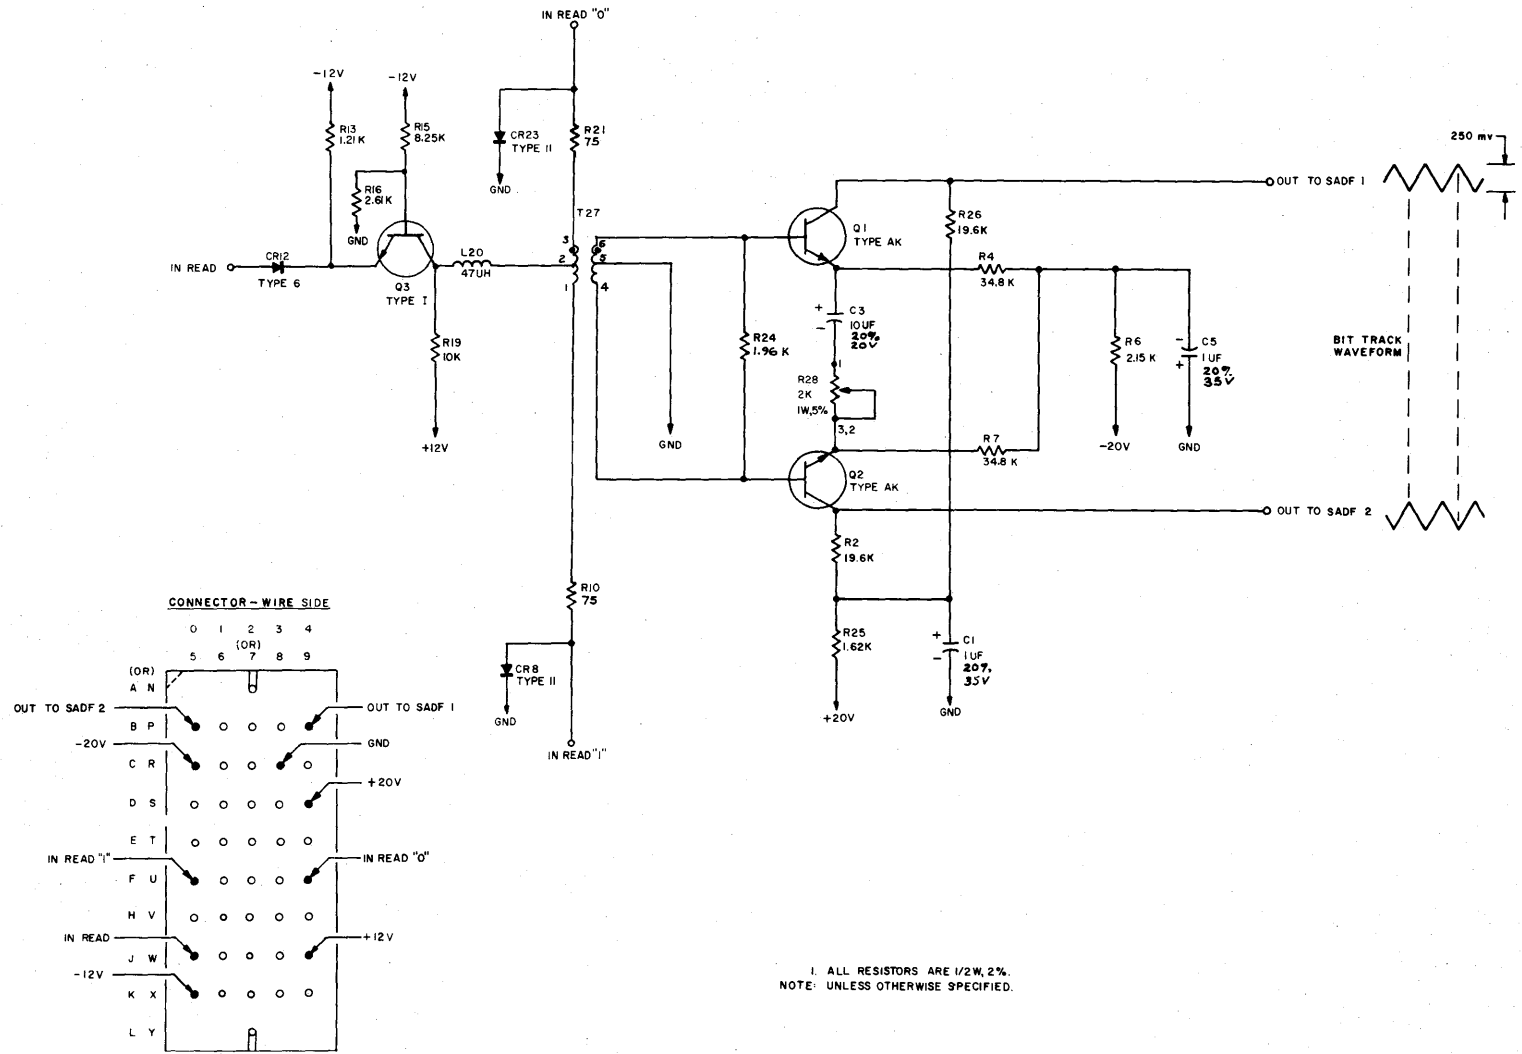 IN READ "0"
-12V
-12V
R13
1.21K
R15
8.25K
R16
2.61K
GND
CR23
TYPE 11
GND
R21
75
T27
3
2
1
6
5
4
IN READ
CR12
TYPE 6
Q3
TYPE I
L20
47UH
R19
10K
+12V
R24
1.96 K
GND
Q1
TYPE AK
R26
19.6K
R4
34.8 K
+
-
C3
10UF
20%
20V
1
R28
2K
1W,5%
3,2
R6
2.15 K
-20V
-
+
C5
1 UF
20%
35V
GND
R7
34.8 K
Q2
TYPE AK
R2
19.6K
R25
1.62K
+20V
+
-
C1
1UF
20%
35V
GND
OUT TO SADF 1
OUT TO SADF 2
250 mv
BIT TRACK
WAVEFORM
R10
75
CR8
TYPE 11
GND
IN READ "1"
CONNECTOR - WIRE SIDE
0 1 2 3 4
(OR)
5 6 7 8 9
(OR)
A N
OUT TO SADF 2
B P
OUT TO SADF 1
-20V
C R
GND
+20V
D S
E T
IN READ "1"
IN READ "0"
F U
H V
IN READ
J W
+12V
-12V
K X
L Y
1. ALL RESISTORS ARE 1/2W, 2%.
NOTE: UNLESS OTHERWISE SPECIFIED.